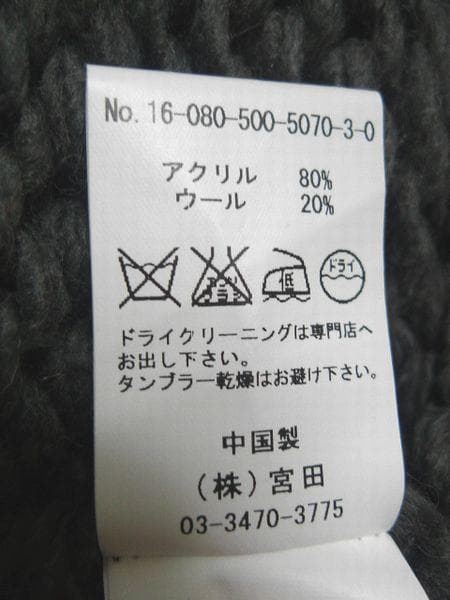 No. 16-080-500-5070-3-0
アクリル 80%
ウール 20%
低
ドライ
ドライクリーニングは専門店へ
お出し下さい。
タンブラー乾燥はお避け下さい。
中国製
(株)宮田
03-3470-3775